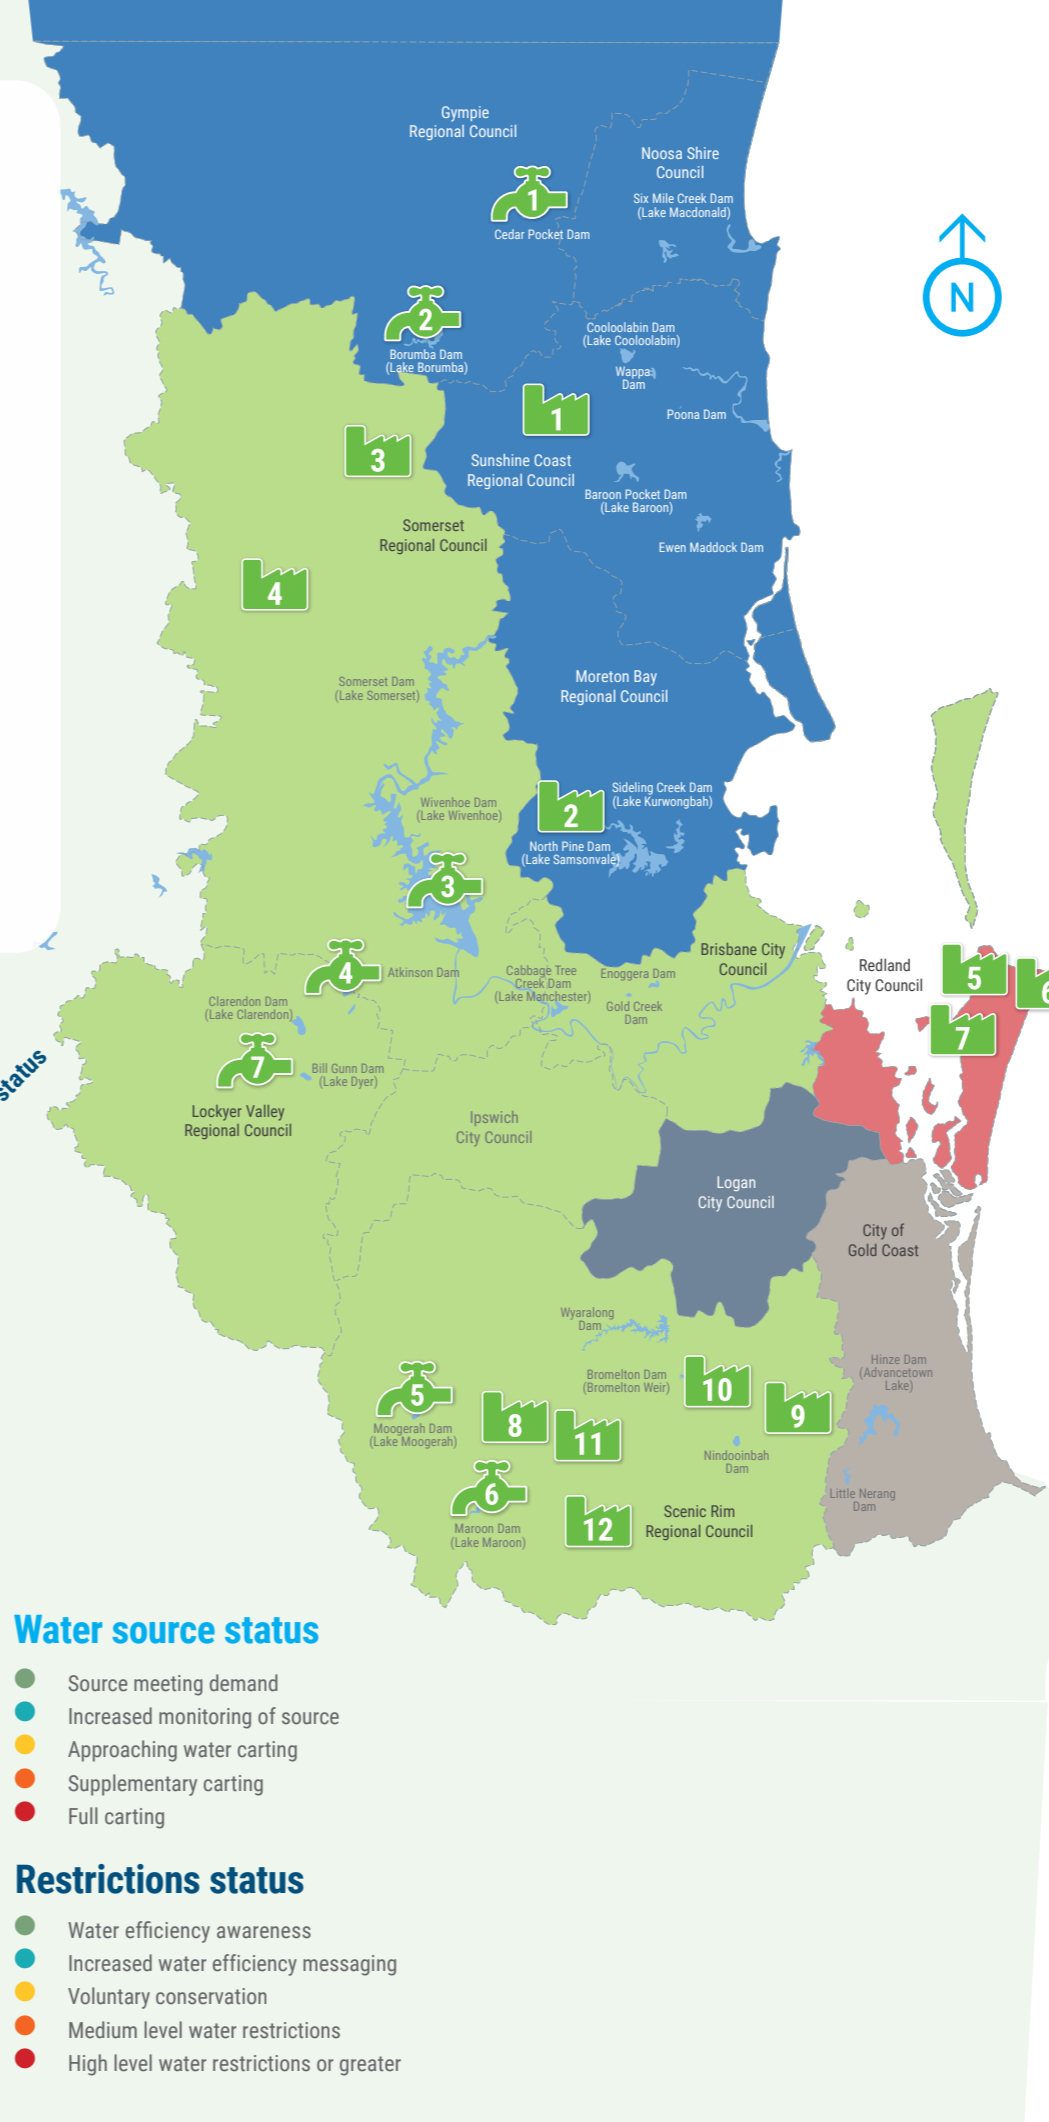 Gympie
Regional Council
Noosa Shire
Council
Six Mile Creek Dam
(Lake Macdonald)
1
Cedar Pocket Dam
N
2
Borumba Dam
(Lake Borumba)
Cooloolabin Dam
(Lake Cooloolabin)
Wappa
Dam
1
Poona Dam
3
Sunshine Coast
Regional Council
Baroon Pocket Dam
(Lake Baroon)
Somerset
Regional Council
Ewen Maddock Dam
4
Somerset Dam
(Lake Somerset)
Moreton Bay
Regional Council
Wivenhoe Dam
(Lake Wivenhoe)
2
Sideling Creek Dam
(Lake Kurwongbah)
North Pine Dam
(Lake Samsonvale)
3
Brisbane City
Council
Redland
City Council
4
Atkinson Dam
Cabbage Tree
Creek Dam
(Lake Manchester)
Enoggera Dam
Gold Creek
Dam
5
6
7
Clarendon Dam
(Lake Clarendon)
7
Bill Gunn Dam
(Lake Dyer)
status
Lockyer Valley
Regional Council
Ipswich
City Council
Logan
City Council
City of
Gold Coast
Wyaralong
Dam
Hinze Dam
(Advancetown
Lake)
Bromelton Dam
(Bromelton Weir)
10
9
5
Moogerah Dam
(Lake Moogerah)
8
11
Nindooinbah
Dam
6
Maroon Dam
(Lake Maroon)
12
Scenic Rim
Regional Council
Little Nerang
Dam
Water source status
Source meeting demand
Increased monitoring of source
Approaching water carting
Supplementary carting
Full carting
Restrictions status
Water efficiency awareness
Increased water efficiency messaging
Voluntary conservation
Medium level water restrictions
High level water restrictions or greater